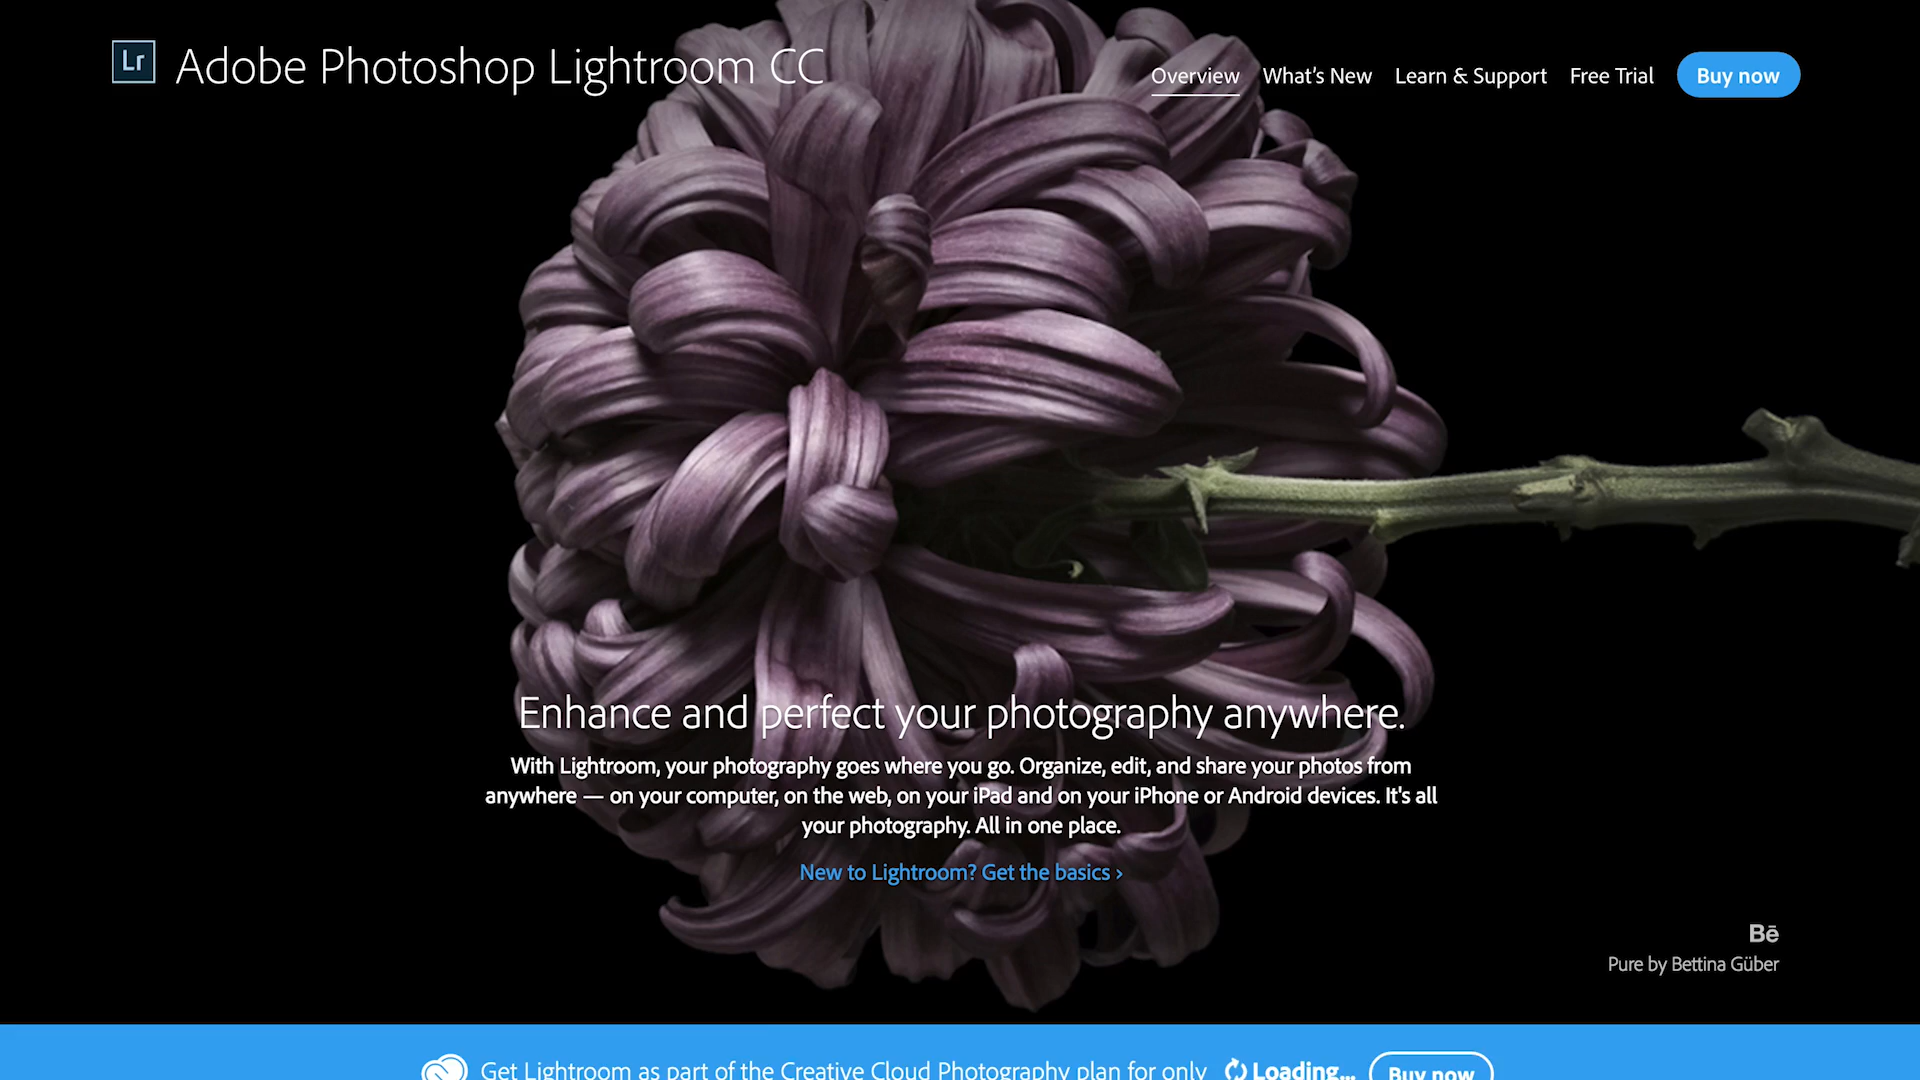 Lr Adobe Photoshop Lightroom CC
Overview What's New Learn & Support Free Trial Buy now
Enhance and perfect your photography anywhere.
With Lightroom, your photography goes where you go. Organize, edit, and share your photos from
anywhere — on your computer, on the web, on your iPad and on your iPhone or Android devices. It's all
your photography. All in one place.
New to Lightroom? Get the basics ›
Bē
Pure by Bettina Güber
Get Lightroom as part of the Creative Cloud Photography plan for only Loading... Buy now